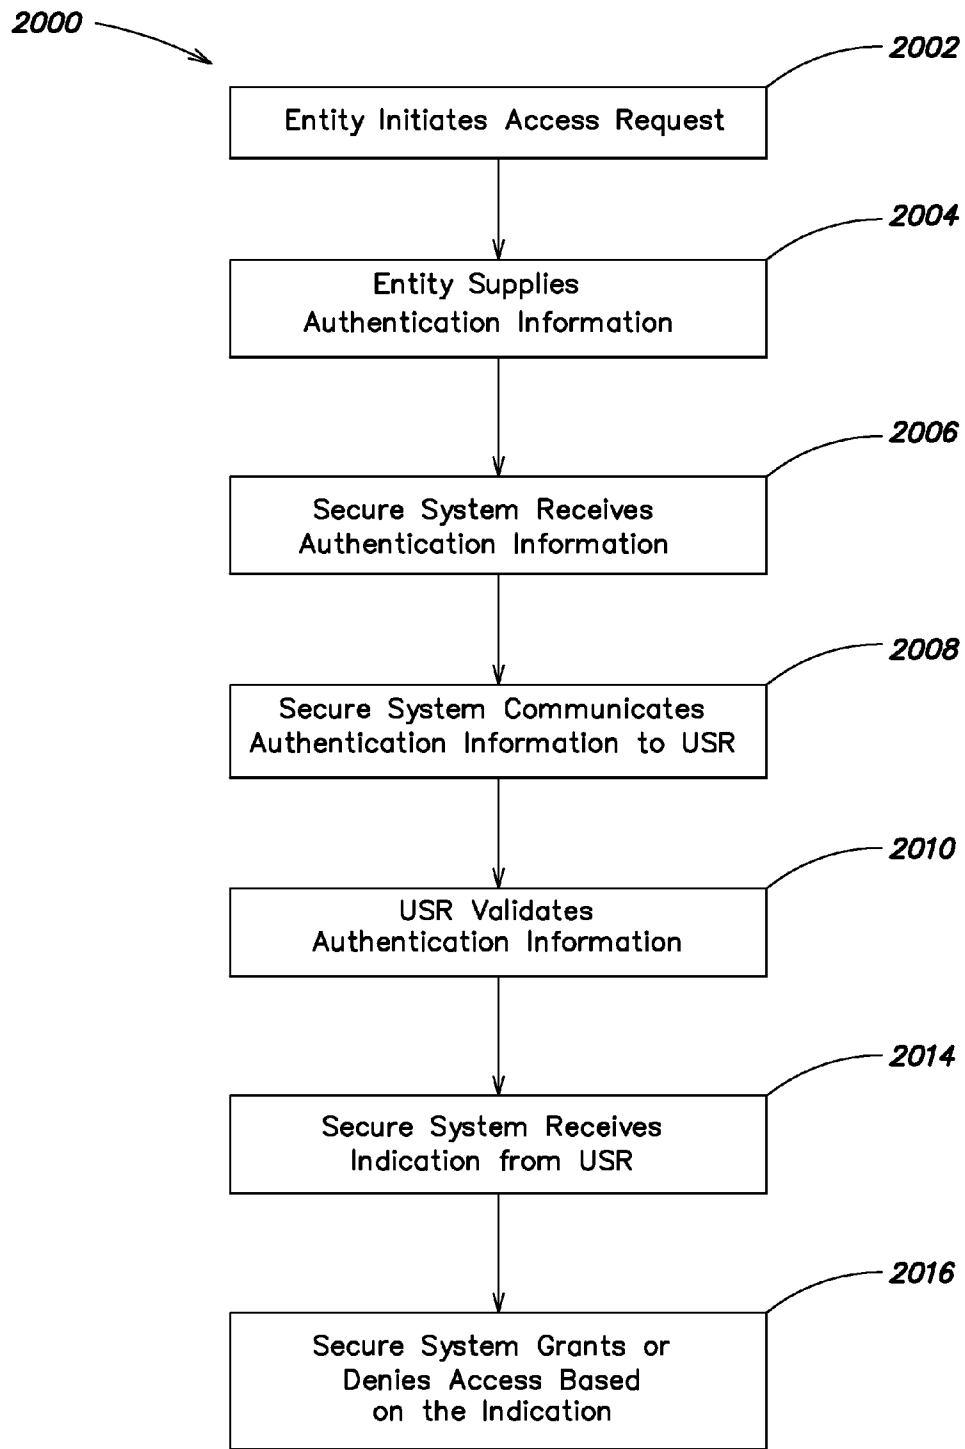 2000
2002
Entity Initiates Access Request
2004
Entity Supplies
Authentication Information
2006
Secure System Receives
Authentication Information
2008
Secure System Communicates
Authentication Information to USR
2010
USR Validates
Authentication Information
2014
Secure System Receives
Indication from USR
2016
Secure System Grants or
Denies Access Based
on the Indication